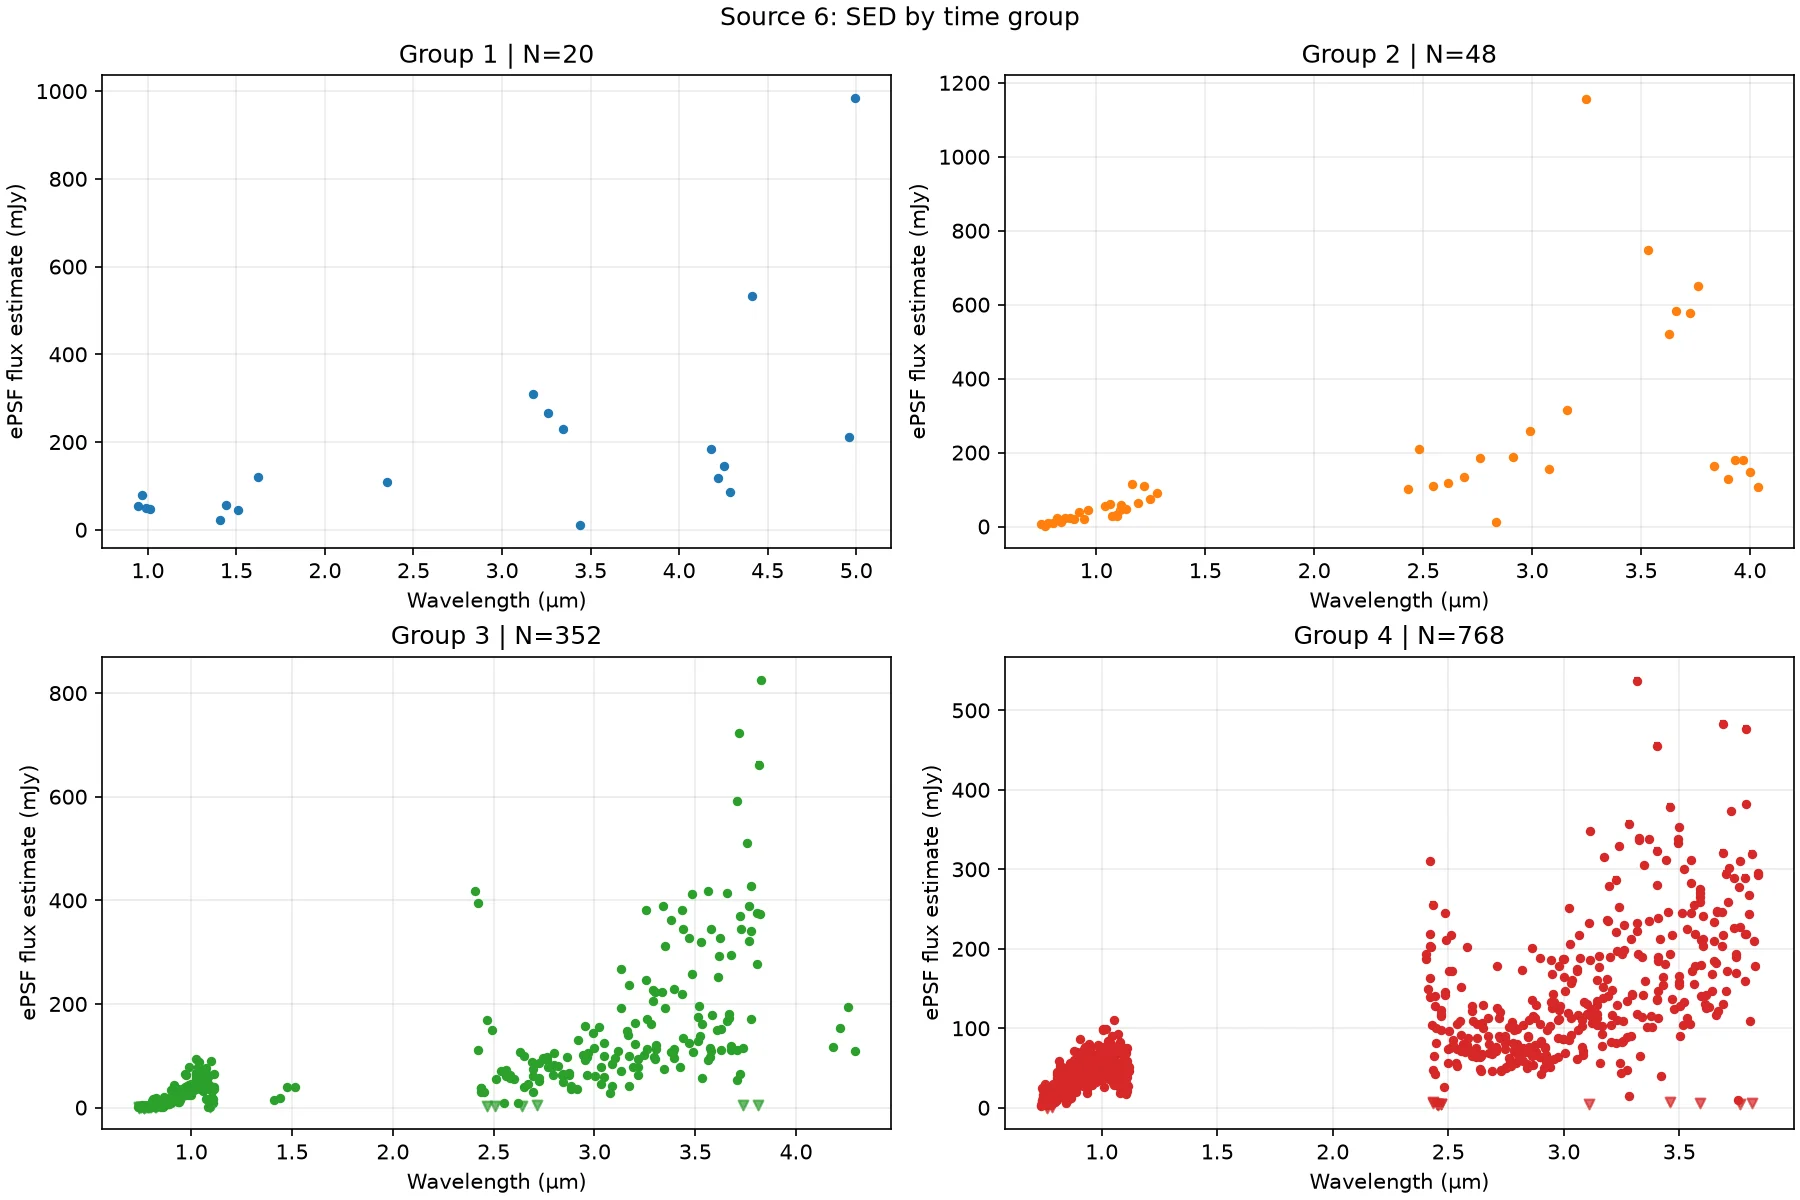 Source 6: SED by time group
Group 1 | N=20
ePSF flux estimate (mJy)
1000
800
600
400
200
0
1.0 1.5 2.0 2.5 3.0 3.5 4.0 4.5 5.0
Wavelength (µm)
Group 2 | N=48
ePSF flux estimate (mJy)
1200
1000
800
600
400
200
0
1.0 1.5 2.0 2.5 3.0 3.5 4.0
Wavelength (µm)
Group 3 | N=352
ePSF flux estimate (mJy)
800
600
400
200
0
1.0 1.5 2.0 2.5 3.0 3.5 4.0
Wavelength (µm)
Group 4 | N=768
ePSF flux estimate (mJy)
500
400
300
200
100
0
1.0 1.5 2.0 2.5 3.0 3.5
Wavelength (µm)